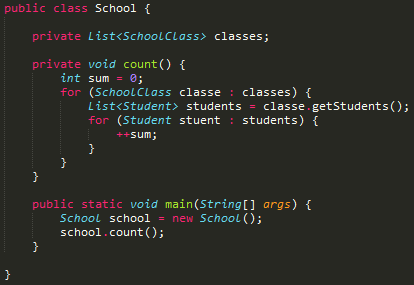 public class School {
private List<SchoolClass> classes;
private void count() {
int sum = 0;
for (SchoolClass classe : classes) {
List<Student> students = classe.getStudents();
for (Student stuent : students) {
++sum;
}
}
}
public static void main(String[] args) {
School school = new School();
school.count();
}
}